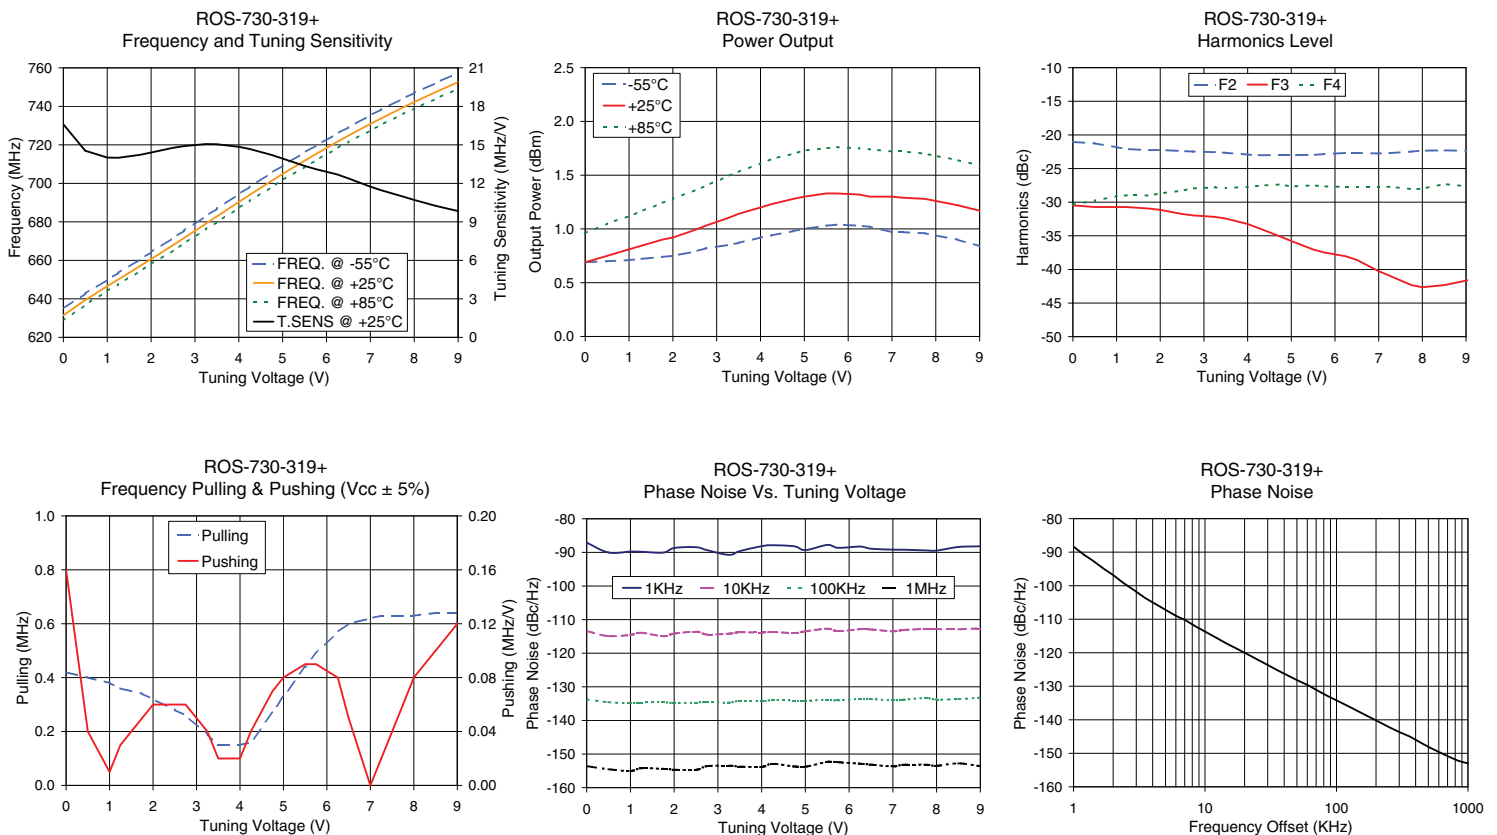 ROS-730-319+
Frequency and Tuning Sensitivity
760
740
720
700
680
660
640
620
Frequency (MHz)
21
18
15
12
9
6
3
0
Tuning Sensitivity (MHz/V)
FREQ. @ -55°C
FREQ. @ +25°C
FREQ. @ +85°C
T.SENS @ +25°C
0 1 2 3 4 5 6 7 8 9
Tuning Voltage (V)
ROS-730-319+
Power Output
2.5
2.0
1.5
1.0
0.5
0.0
Output Power (dBm)
-55°C
+25°C
+85°C
0 1 2 3 4 5 6 7 8 9
Tuning Voltage (V)
ROS-730-319+
Harmonics Level
-10
-15
-20
-25
-30
-35
-40
-45
-50
Harmonics (dBc)
F2 F3 F4
0 1 2 3 4 5 6 7 8 9
Tuning Voltage (V)
ROS-730-319+
Frequency Pulling & Pushing (Vcc ± 5%)
1.0
0.8
0.6
0.4
0.2
0.0
Pulling (MHz)
0.20
0.16
0.12
0.08
0.04
0.00
Pushing (MHz/V)
Pulling
Pushing
0 1 2 3 4 5 6 7 8 9
Tuning Voltage (V)
ROS-730-319+
Phase Noise Vs. Tuning Voltage
-80
-90
-100
-110
-120
-130
-140
-150
-160
Phase Noise (dBc/Hz)
1KHz 10KHz 100KHz 1MHz
0 1 2 3 4 5 6 7 8 9
Tuning Voltage (V)
ROS-730-319+
Phase Noise
-80
-90
-100
-110
-120
-130
-140
-150
-160
Phase Noise (dBc/Hz)
1 10 100 1000
Frequency Offset (KHz)